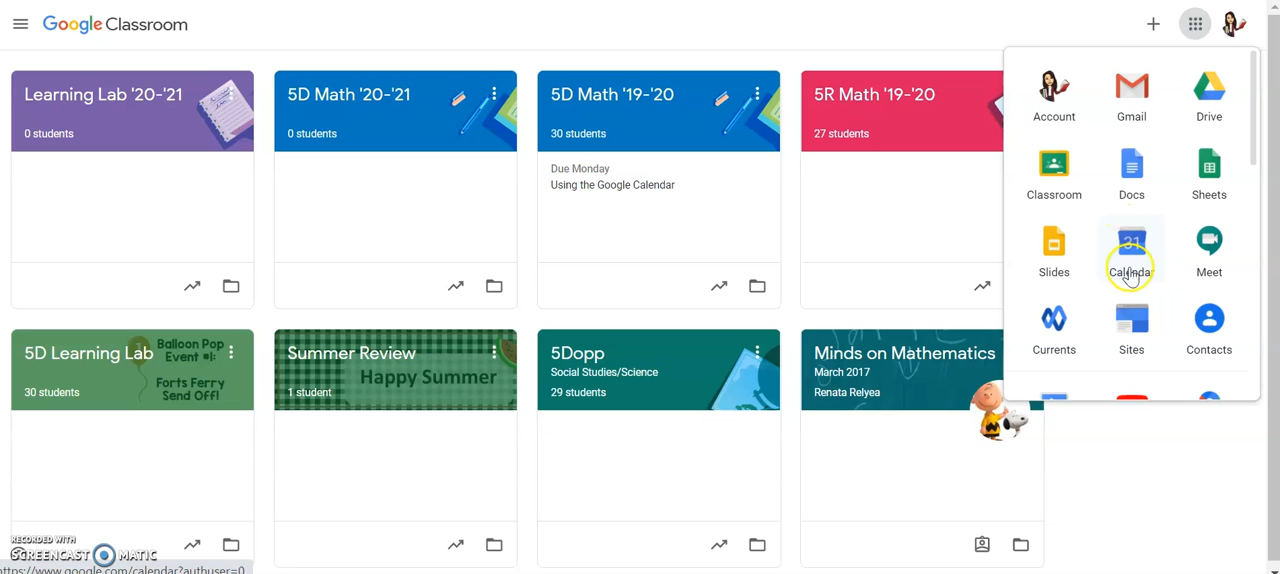 Google Classroom
Learning Lab '20-'21
0 students
5D Math '20-'21
0 students
5D Math '19-'20
30 students
Due Monday
Using the Google Calendar
5R Math '19-'20
27 students
Account
Gmail
Drive
Classroom
Docs
Sheets
Slides
31
Calendar
Meet
Currents
Sites
Contacts
5D Learning Lab
30 students
Balloon Pop
Event #1:
Forts Ferry
Send Off!
Summer Review
1 student
Happy Summer
5Dopp
Social Studies/Science
29 students
Minds on Mathematics
March 2017
Renata Relyea
RECORDED WITH
SCREENCAST MATIC
https://www.google.com/calendar?authuser=0